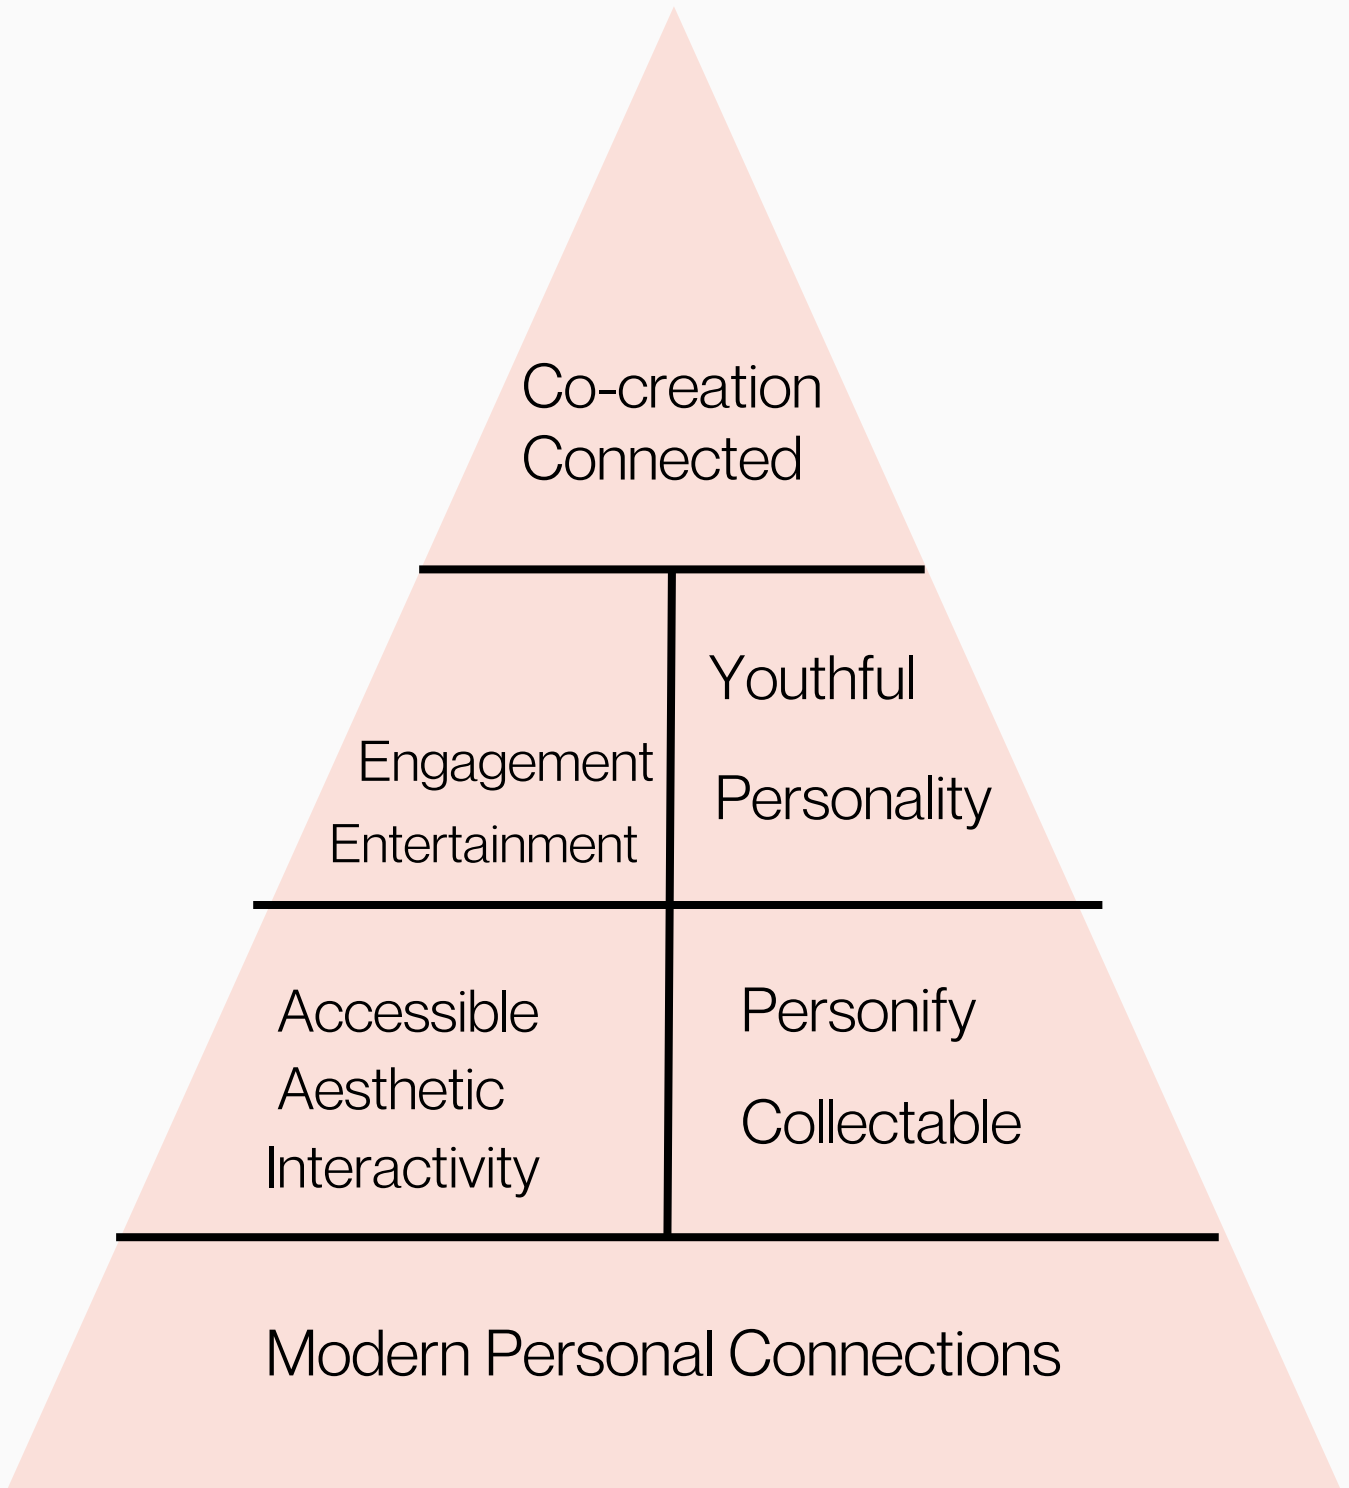 Co-creation
Connected
Engagement
Entertainment
Youthful
Personality
Accessible
Aesthetic
Interactivity
Personify
Collectable
Modern Personal Connections